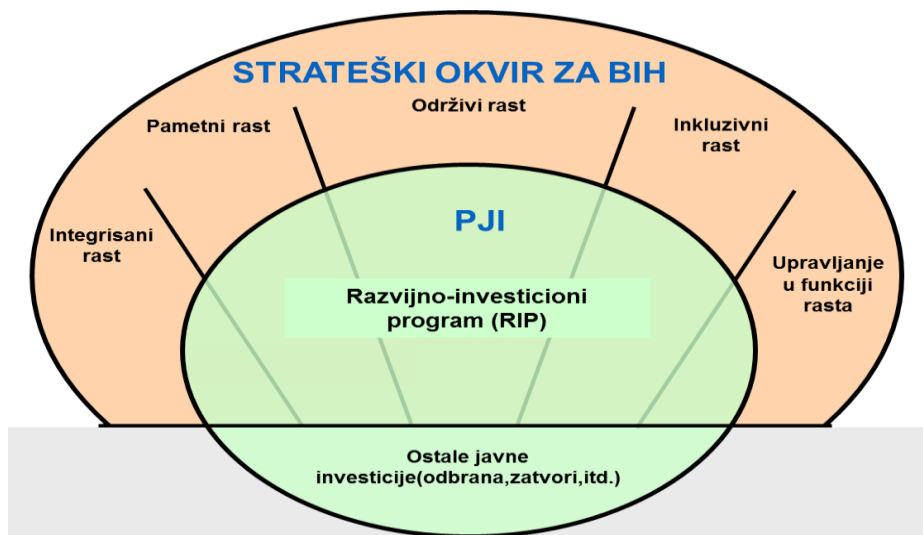 STRATEŠKI OKVIR ZA BIH
Održivi rast
Pametni rast
Inkluzivni
rast
Integrisani
rast
Upravljanje
u funkciji
rasta
PJI
Razvijno-investicioni
program (RIP)
Ostale javne
investicije(odbrana,zatvori,itd.)